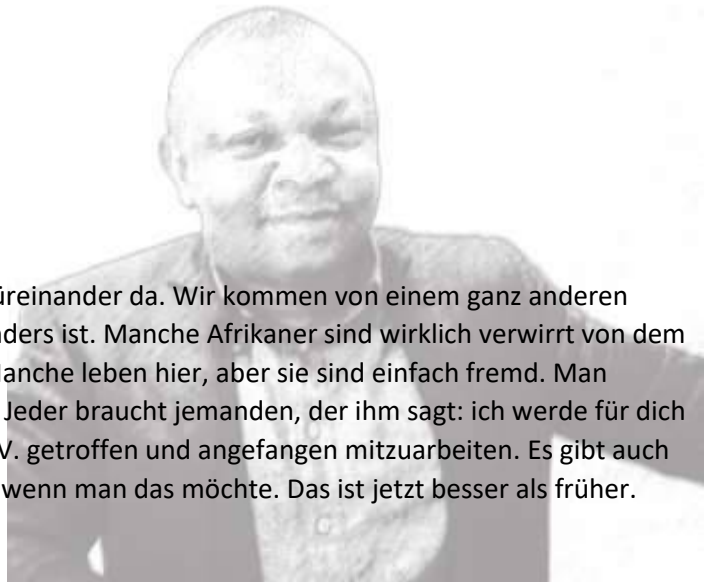 üreinander da. Wir kommen von einem ganz anderen
ders ist. Manche Afrikaner sind wirklich verwirrt von dem
anche leben hier, aber sie sind einfach fremd. Man
Jeder braucht jemanden, der ihm sagt: ich werde für dich
V. getroffen und angefangen mitzuarbeiten. Es gibt auch
wenn man das möchte. Das ist jetzt besser als früher.